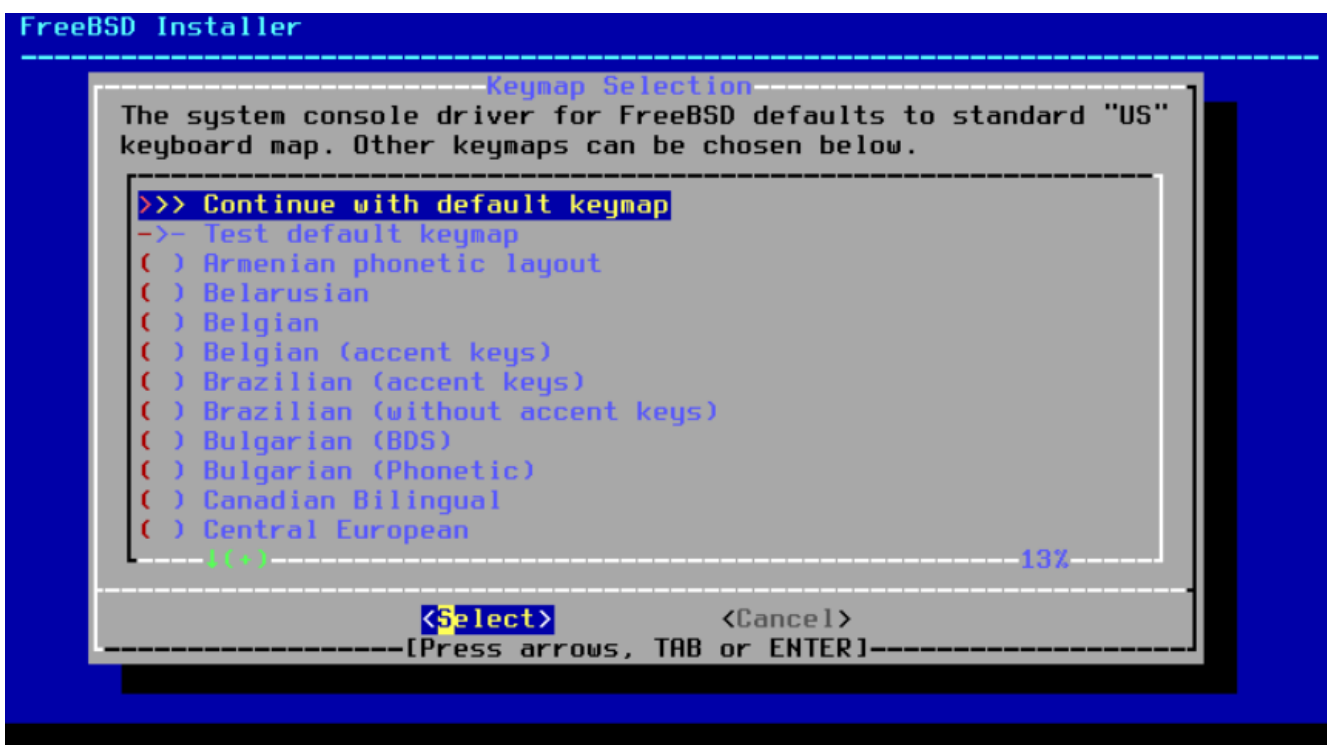 FreeBSD Installer
Keymap Selection
The system console driver for FreeBSD defaults to standard "US"
keyboard map. Other keymaps can be chosen below.
>>> Continue with default keymap
->- Test default keymap
( ) Armenian phonetic layout
( ) Belarusian
( ) Belgian
( ) Belgian (accent keys)
( ) Brazilian (accent keys)
( ) Brazilian (without accent keys)
( ) Bulgarian (BDS)
( ) Bulgarian (Phonetic)
( ) Canadian Bilingual
( ) Central European
↓(+) 13%
<Select> <Cancel>
[Press arrows, TAB or ENTER]